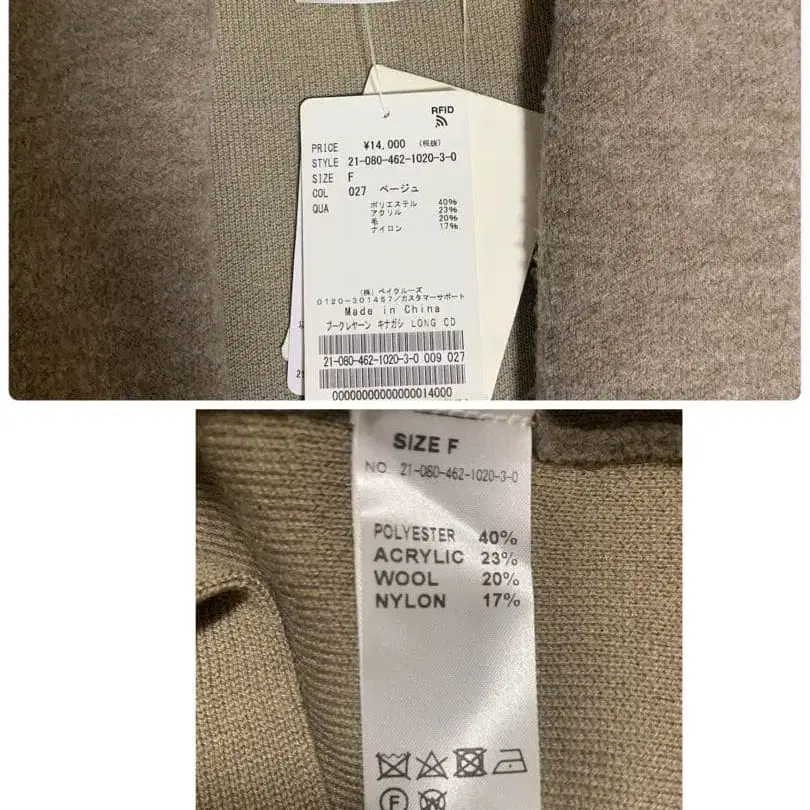 RFID
PRICE ¥14,000 (税抜)
STYLE 21-080-462-1020-3-0
SIZE F
COL 027 ベージュ
QUA ポリエステル 40%
アクリル 23%
毛 20%
ナイロン 17%
(株) ベイクルーズ
0120-301457/カスタマーサポート
Made in China
ブークレヤーン キナガシ LONG CD
21-080-462-1020-3-0 009 027
00000000000000014000
SIZE F
NO 21-080-462-1020-3-0
POLYESTER 40%
ACRYLIC 23%
WOOL 20%
NYLON 17%
F
W